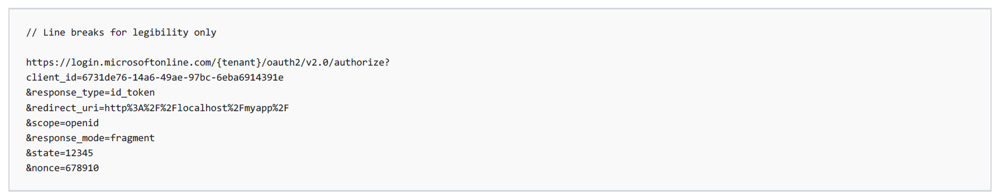 // Line breaks for legibility only
https://login.microsoftonline.com/{tenant}/oauth2/v2.0/authorize?
client_id=6731de76-14a6-49ae-97bc-6eba6914391e
&response_type=id_token
&redirect_uri=http%3A%2F%2Flocalhost%2Fmyapp%2F
&scope=openid
&response_mode=fragment
&state=12345
&nonce=678910